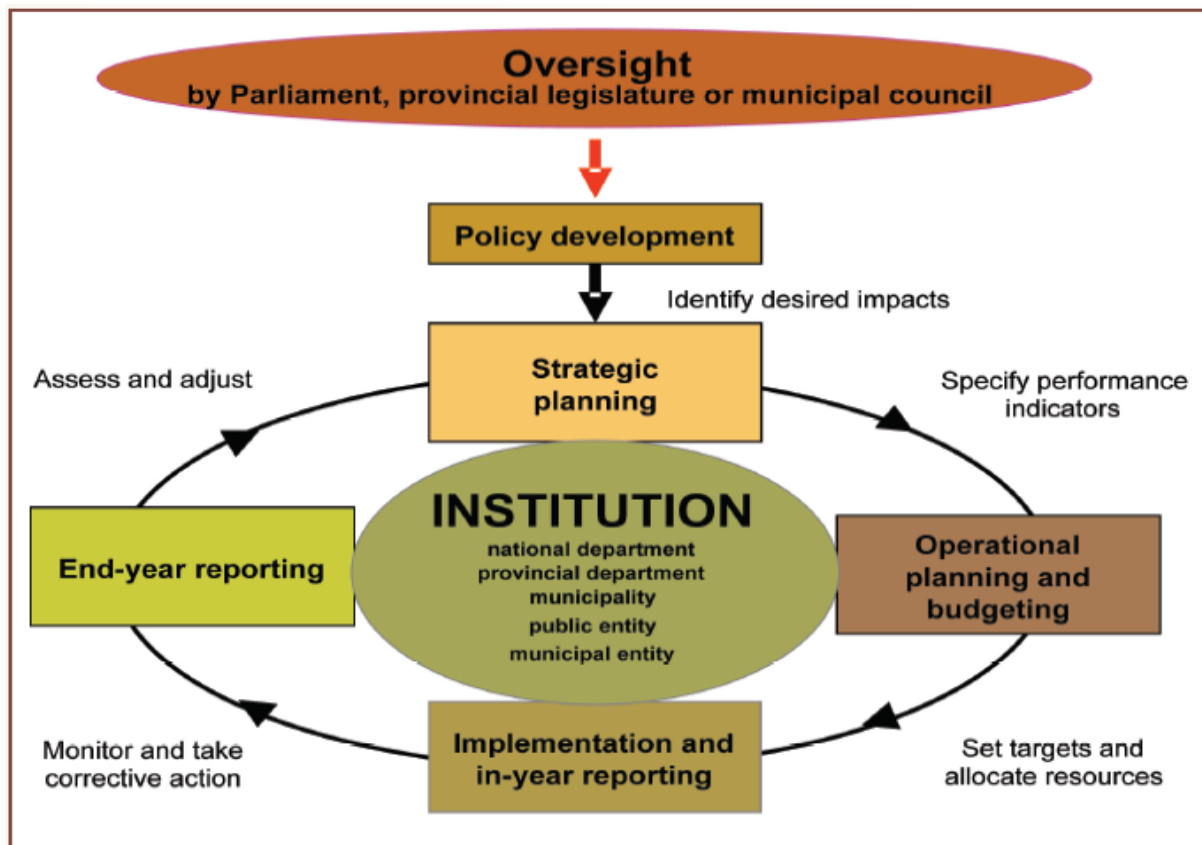 Oversight
by Parliament, provincial legislature or municipal council
Policy development
Identify desired impacts
Strategic
planning
Assess and adjust
Specify performance
indicators
INSTITUTION
national department
provincial department
municipality
public entity
municipal entity
End-year reporting
Operational
planning and
budgeting
Implementation and
in-year reporting
Monitor and take
corrective action
Set targets and
allocate resources